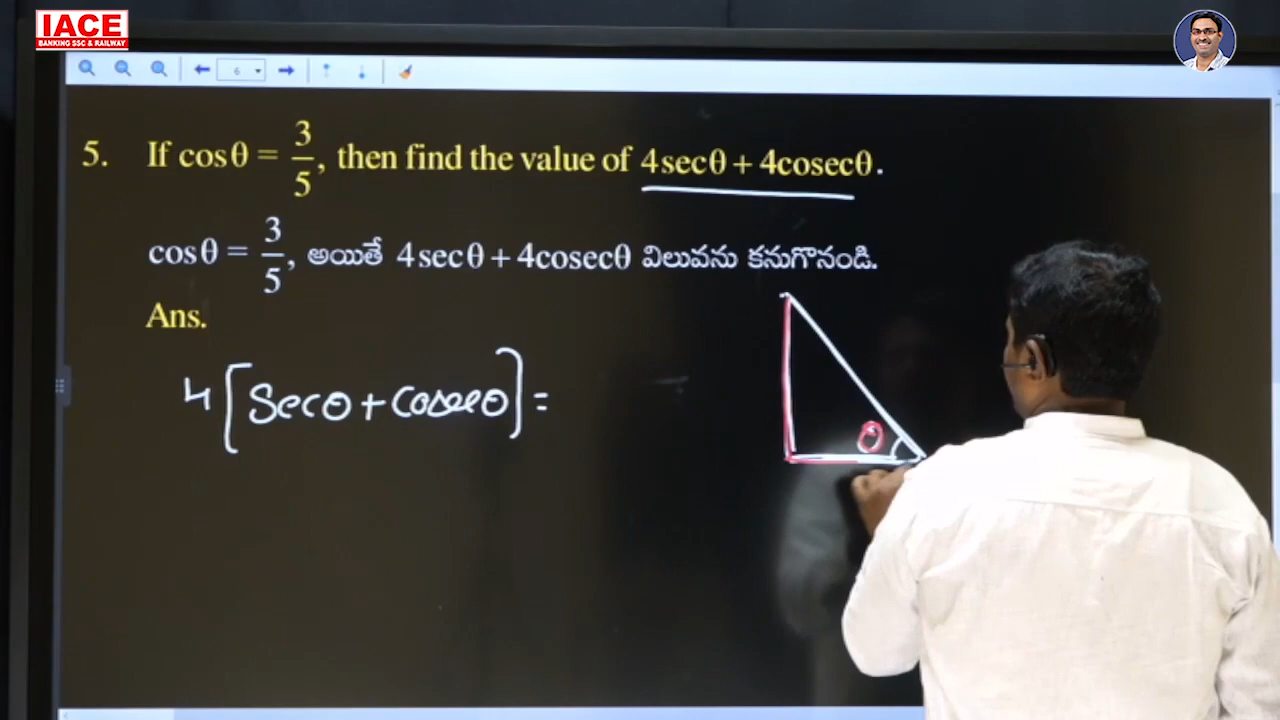 IACE
BANKING SSC & RAILWAY
6
5. If cosθ = 3/5, then find the value of 4secθ + 4cosecθ.
cosθ = 3/5, అయితే 4secθ + 4cosecθ విలువను కనుగొనండి.
Ans.
4[Secθ + Cosecθ] =
θ